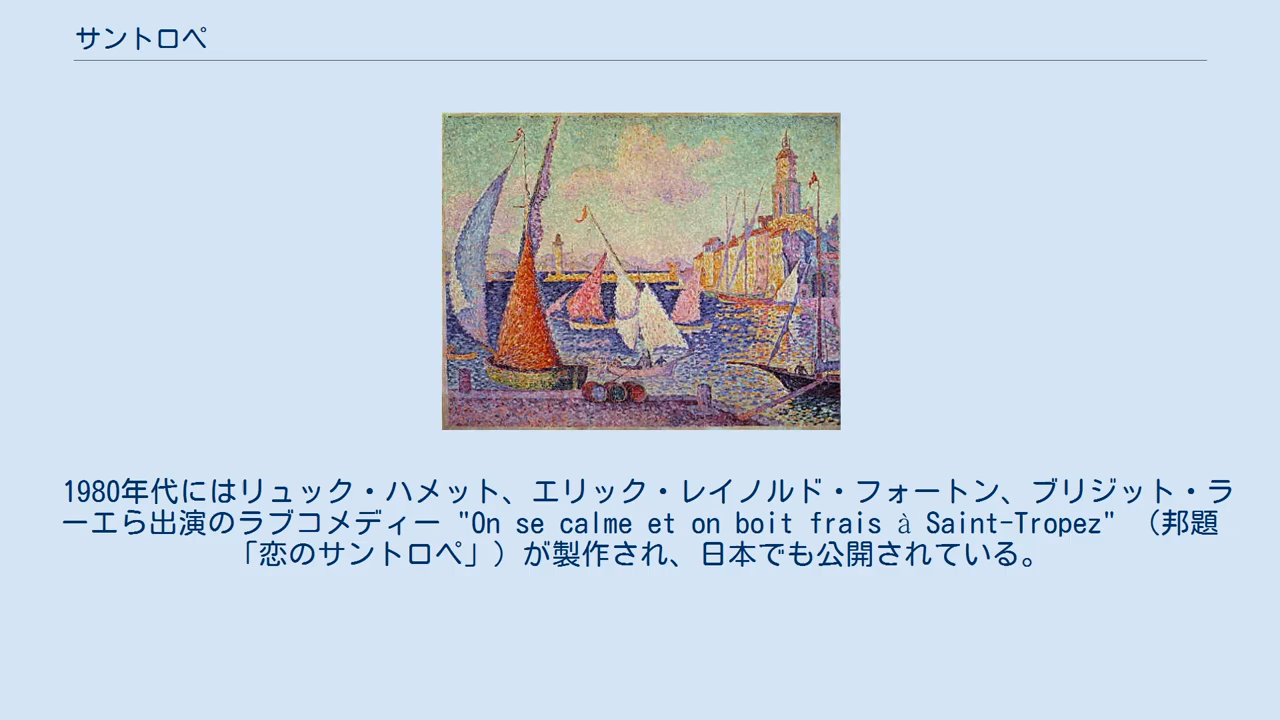 サントロペ
1980年代にはリュック・ハメット、エリック・レイノルド・フォートン、ブリジット・ラ
ーエら出演のラブコメディー "On se calme et on boit frais à Saint-Tropez" （邦題
「恋のサントロペ」）が製作され、日本でも公開されている。